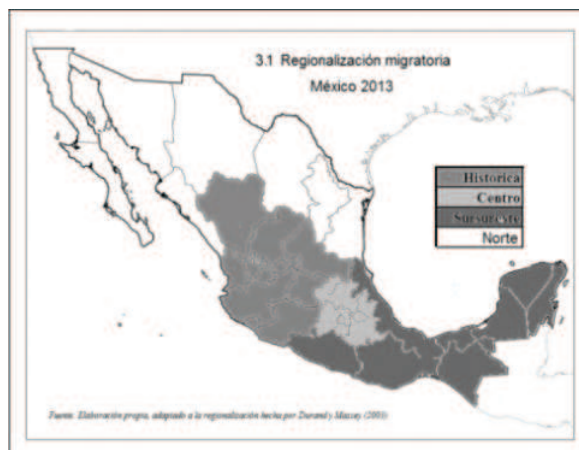 3.1 Regionalización migratoria
México 2013
Historica
Centro
Sursureste
Norte
Fuente: Elaboración propia, adaptado a la regionalización hecha por Durand y Massey (2003)